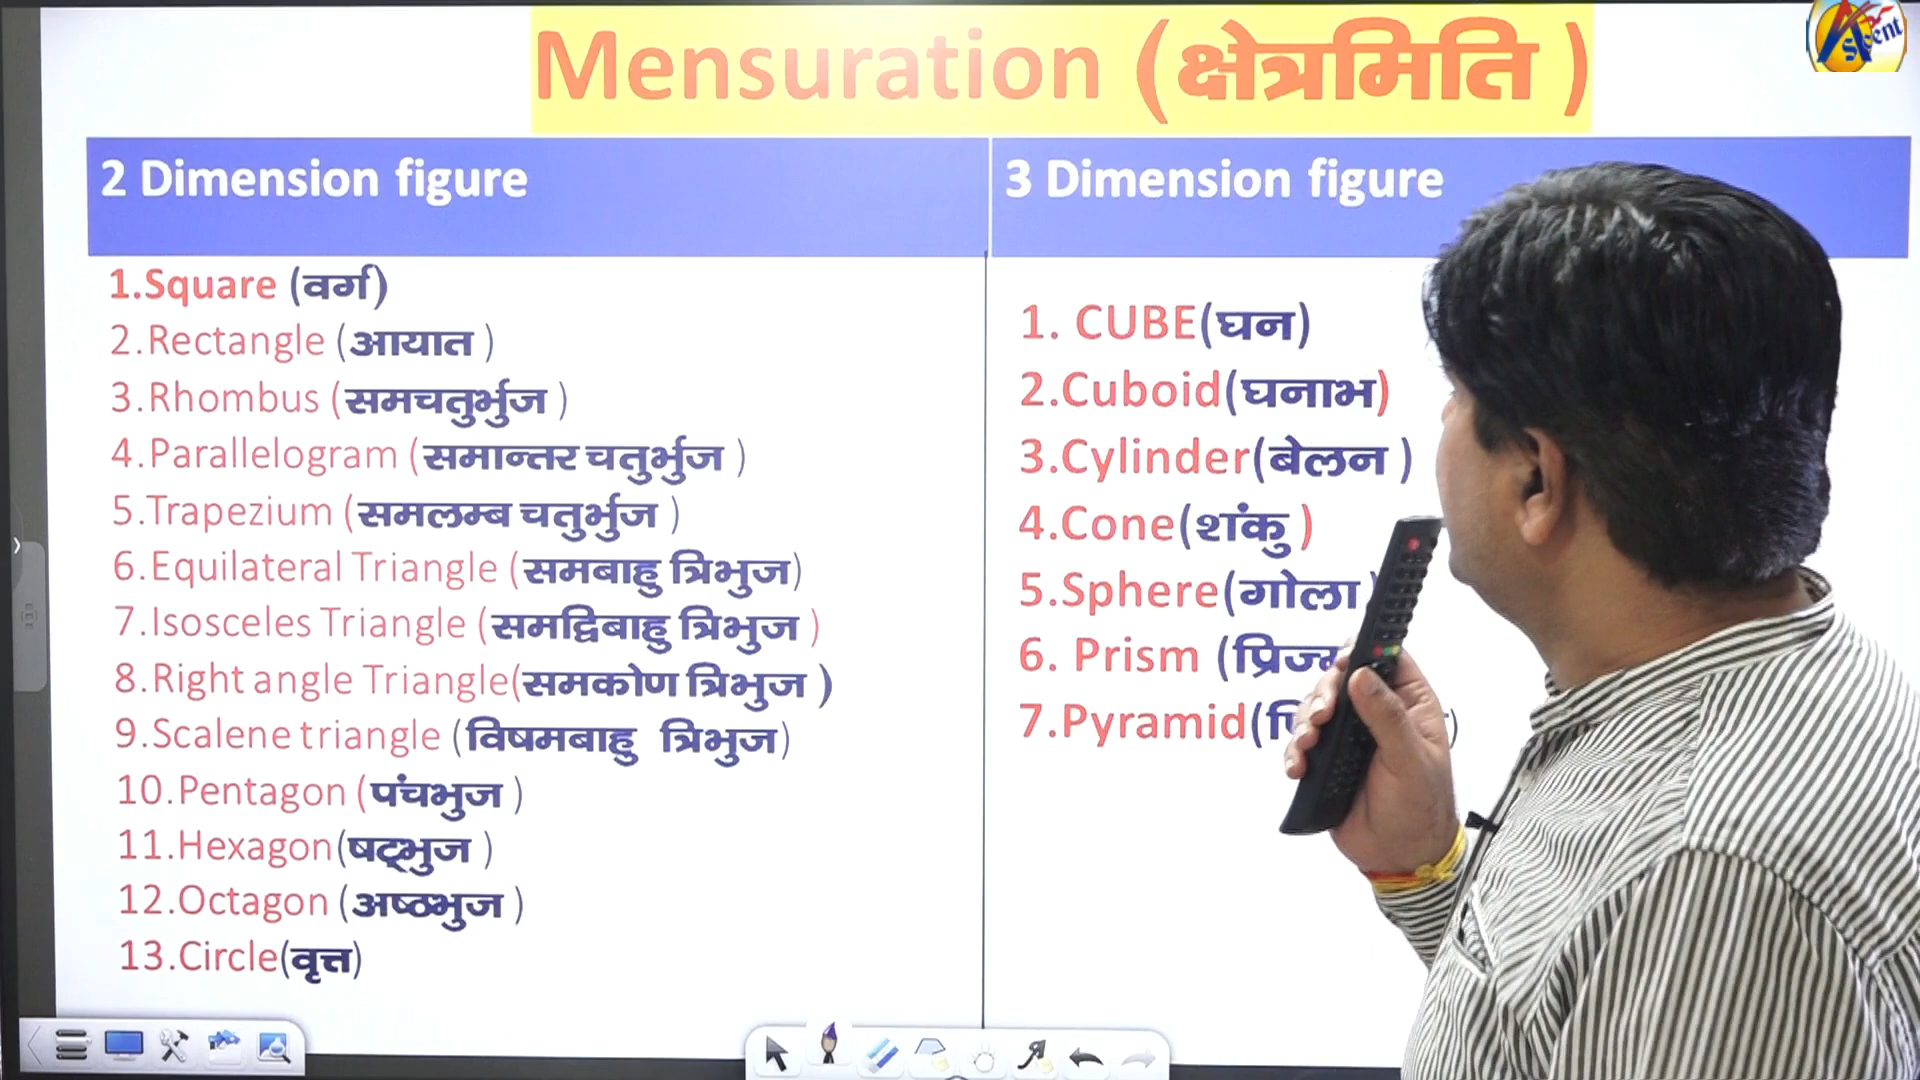 Mensuration (क्षेत्रमिति )
2 Dimension figure
1.Square (वर्ग)
2.Rectangle (आयात )
3.Rhombus (समचतुर्भुज )
4.Parallelogram (समान्तर चतुर्भुज )
5.Trapezium (समलम्ब चतुर्भुज )
6.Equilateral Triangle (समबाहु त्रिभुज)
7.Isosceles Triangle (समद्विबाहु त्रिभुज )
8.Right angle Triangle(समकोण त्रिभुज )
9.Scalene triangle (विषमबाहु त्रिभुज)
10.Pentagon (पंचभुज )
11.Hexagon(षट्भुज )
12.Octagon (अष्ठभुज )
13.Circle(वृत्त)
3 Dimension figure
1. CUBE(घन)
2.Cuboid(घनाभ)
3.Cylinder(बेलन )
4.Cone(शंकु )
5.Sphere(गोला )
6. Prism
7.Pyramid